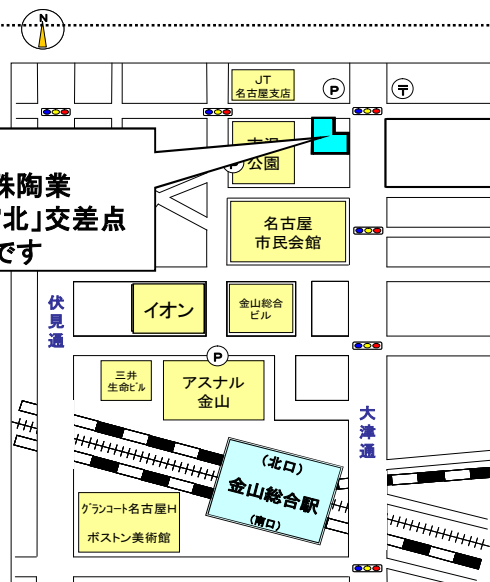 N
JT
名古屋支店
P
〒
株陶業
北」交差点
です
P
公園
名古屋
市民会館
伏見通
イオン
金山総合
ビル
P
三井
生命ビル
アスナル
金山
大津通
(北口)
金山総合駅
(南口)
グランコート名古屋H
ボストン美術館